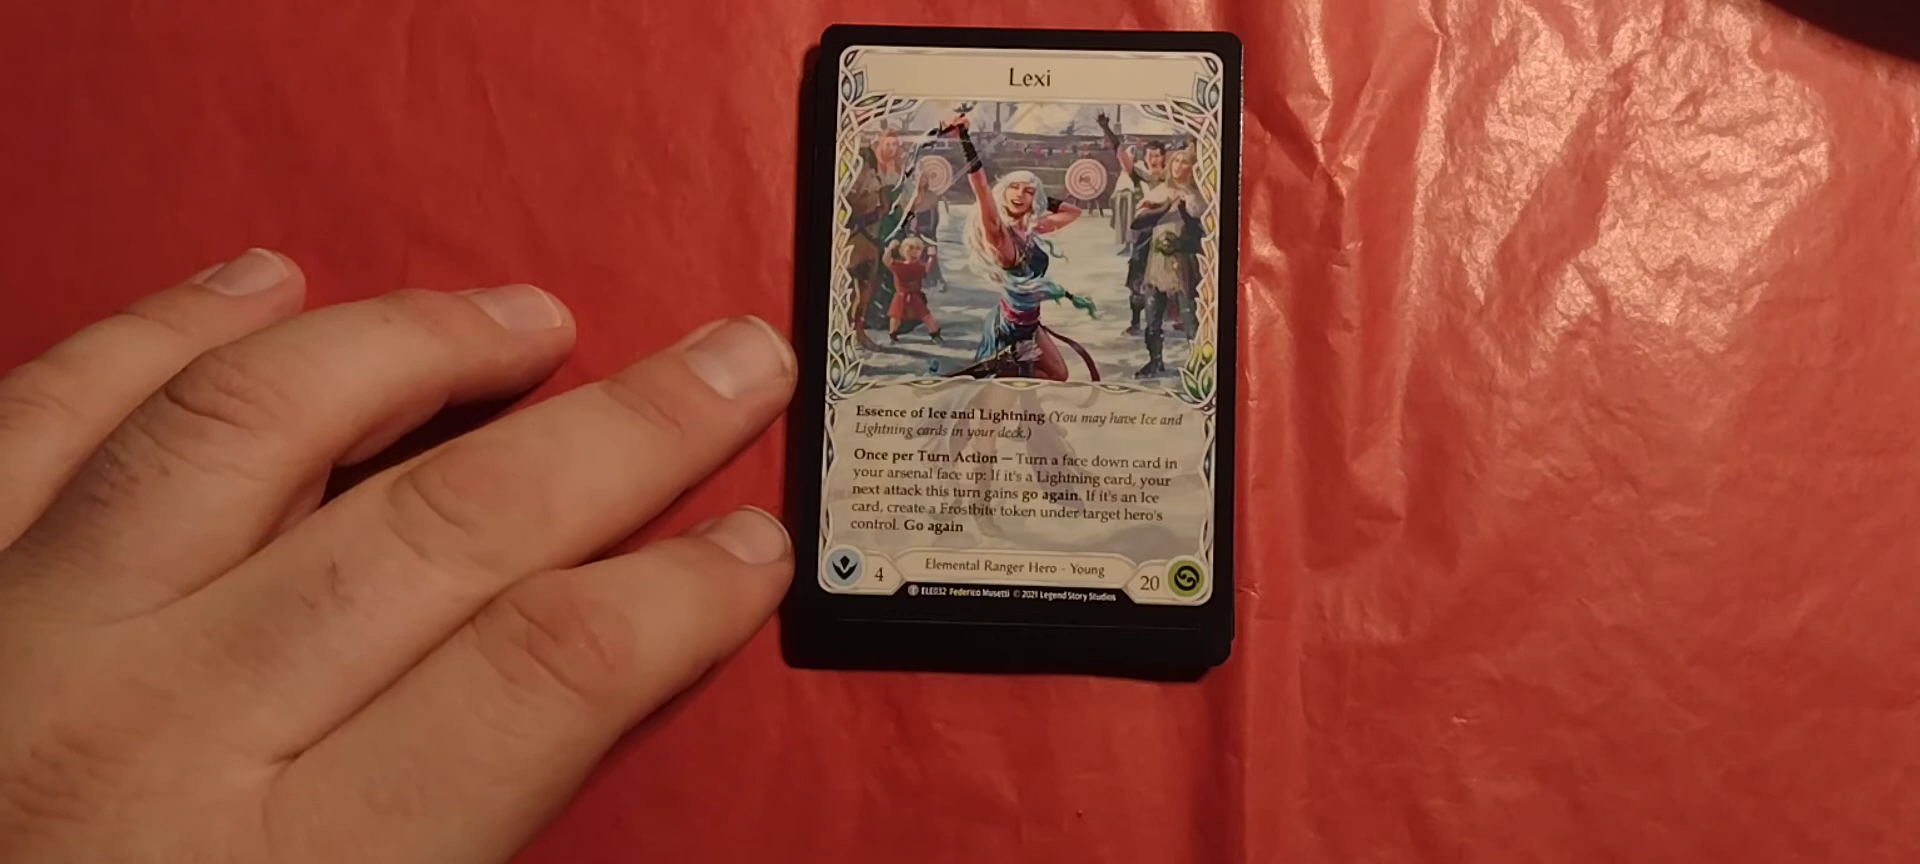 Lexi
Essence of Ice and Lightning (You may have Ice and
Lightning cards in your deck.)
Once per Turn Action — Turn a face down card in
your arsenal face up: If it's a Lightning card, your
next attack this turn gains go again. If it's an Ice
card, create a Frostbite token under target hero's
control. Go again
4
Elemental Ranger Hero - Young
20
ELE032 Federico Musetti © 2021 Legend Story Studios